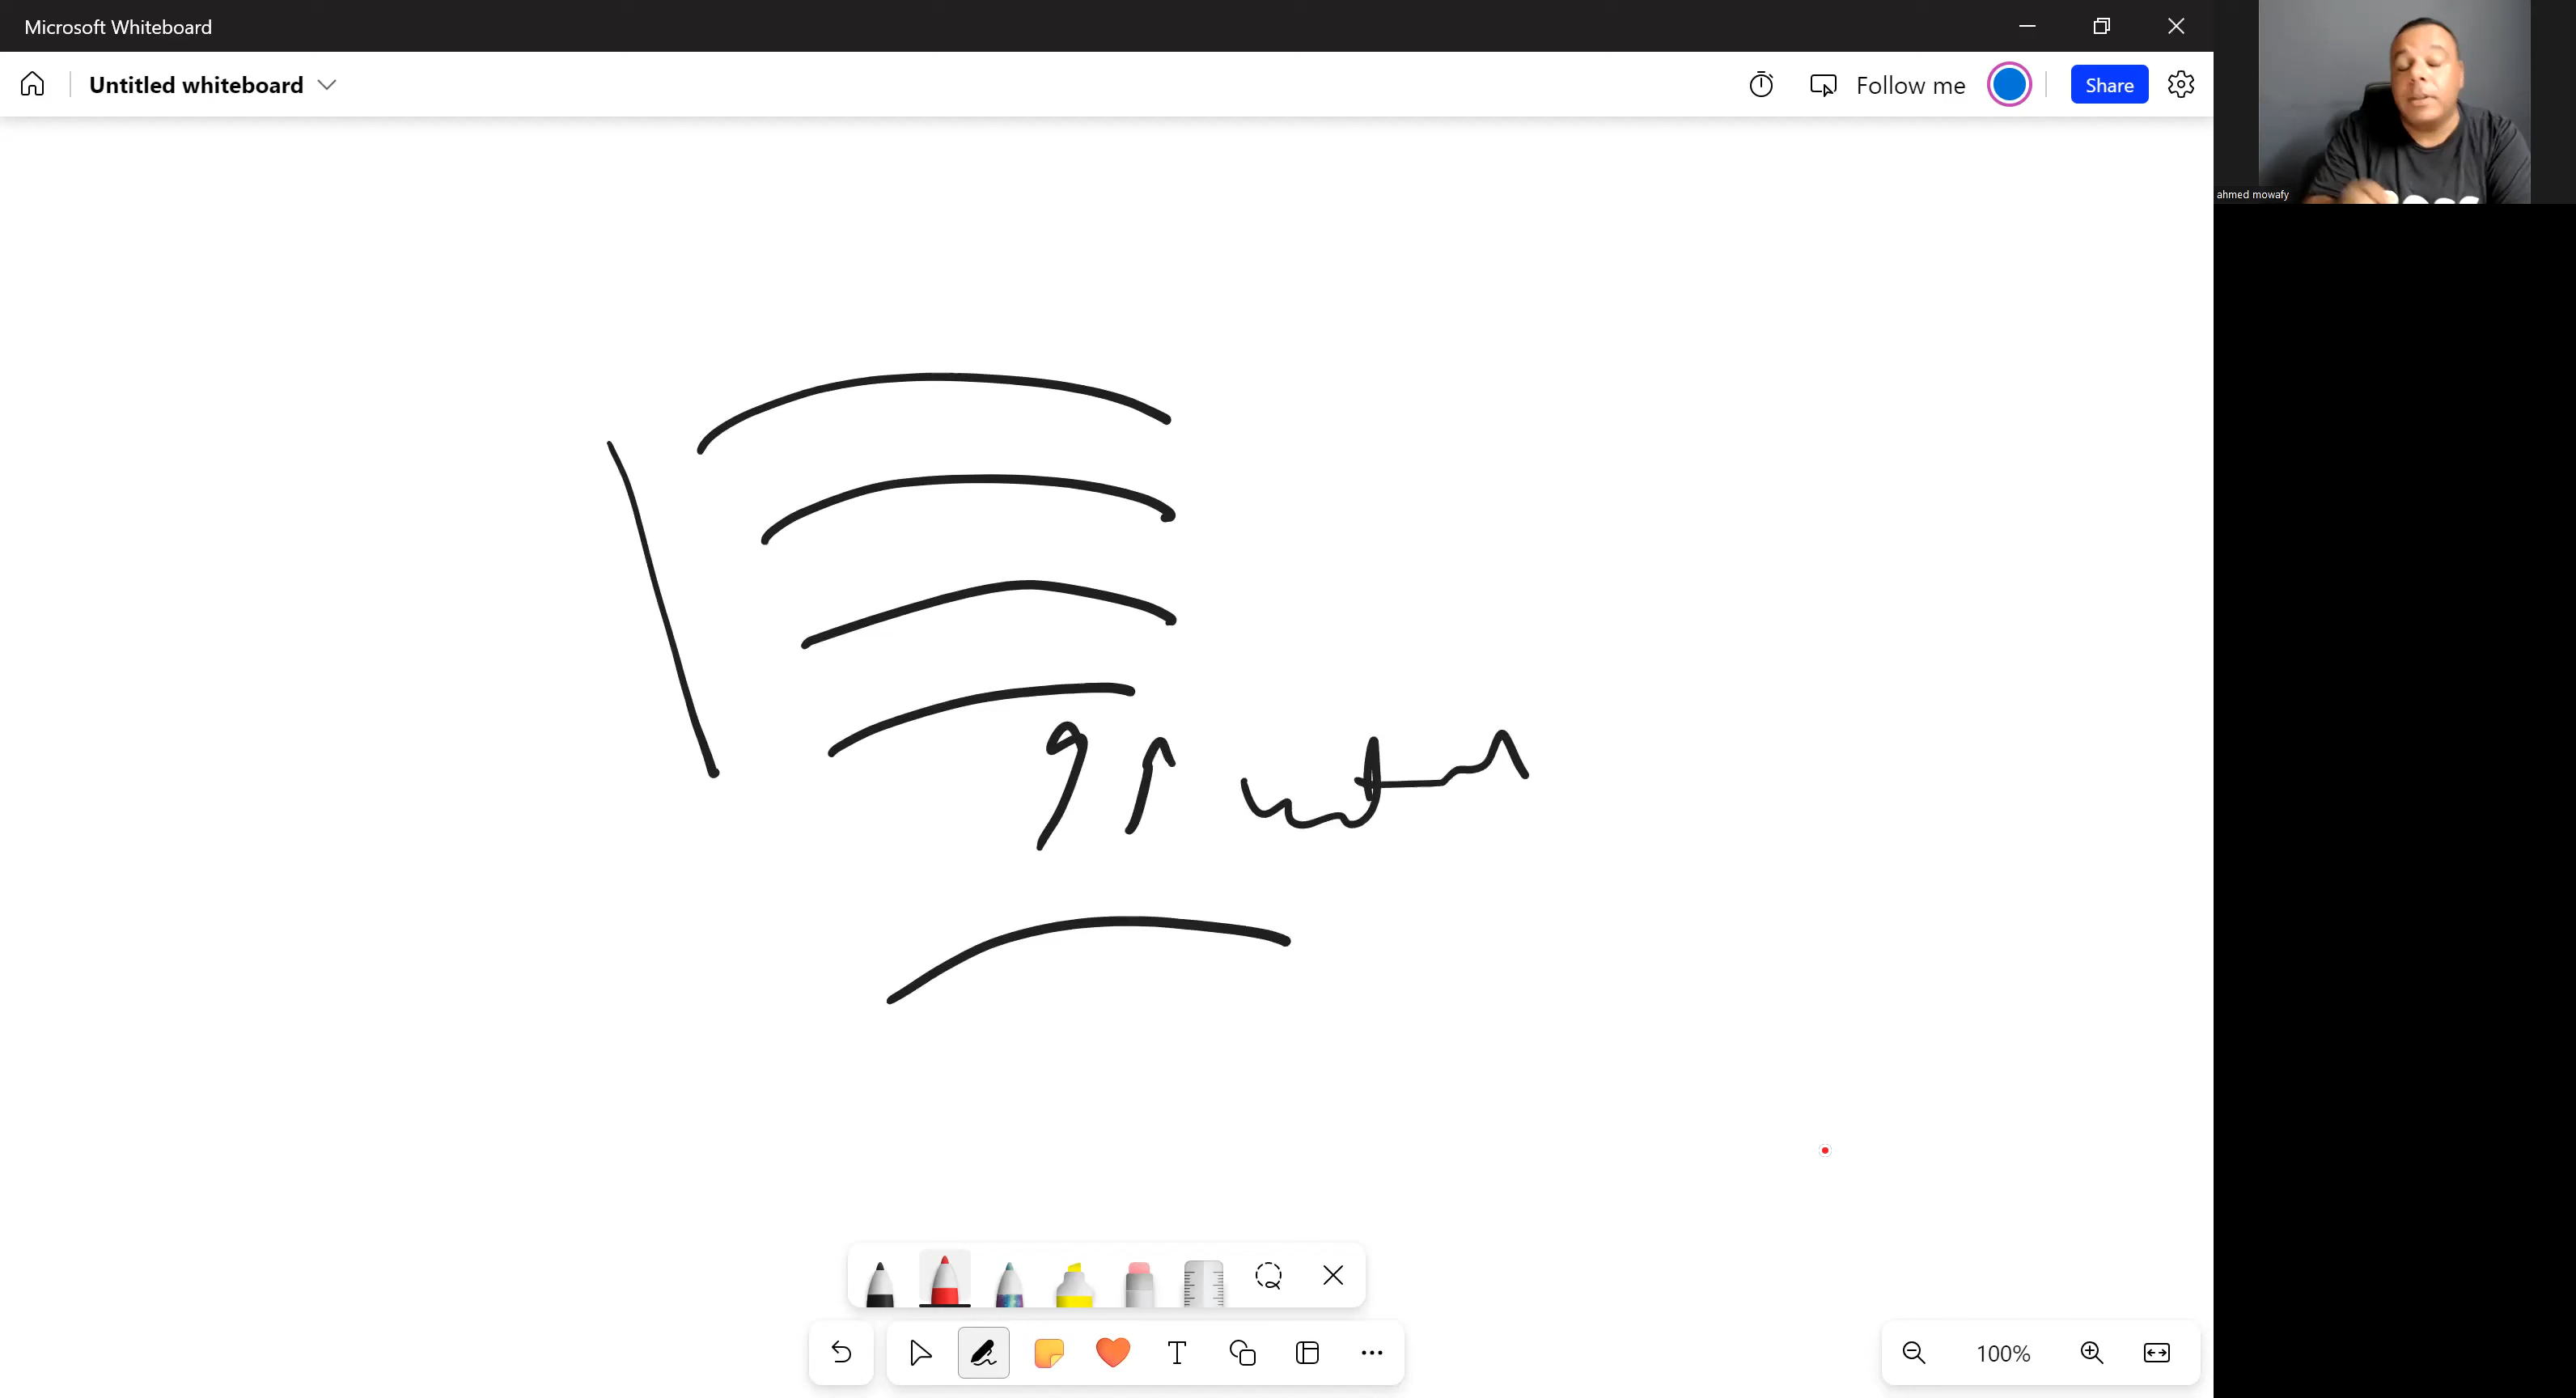 Microsoft Whiteboard
Untitled whiteboard
Follow me
Share
ahmed mowafy
100%